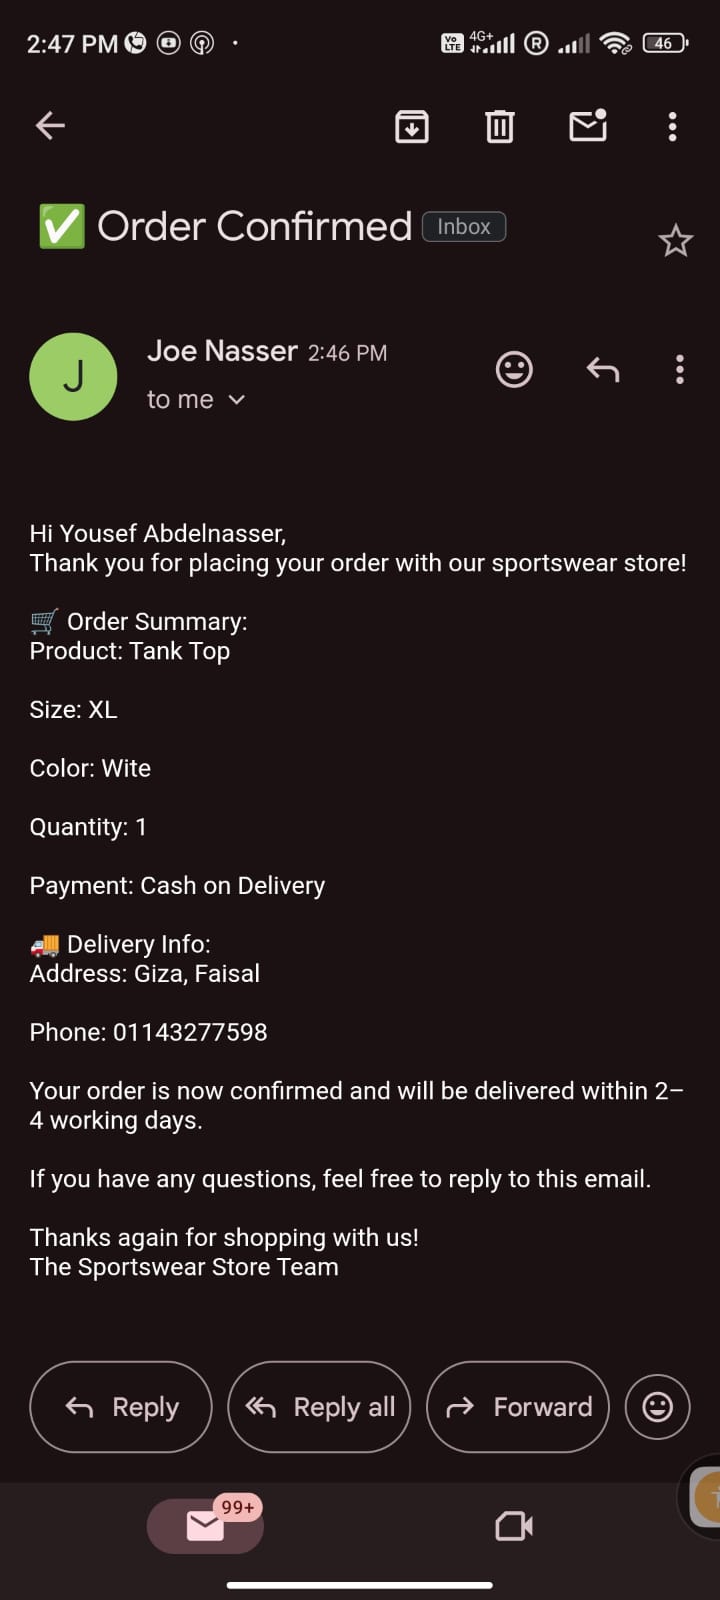 2:47 PM
Vo LTE 4G+ R 46
✅ Order Confirmed Inbox
J
Joe Nasser 2:46 PM
to me
Hi Yousef Abdelnasser,
Thank you for placing your order with our sportswear store!
🛒 Order Summary:
Product: Tank Top
Size: XL
Color: Wite
Quantity: 1
Payment: Cash on Delivery
🚚 Delivery Info:
Address: Giza, Faisal
Phone: 01143277598
Your order is now confirmed and will be delivered within 2–
4 working days.
If you have any questions, feel free to reply to this email.
Thanks again for shopping with us!
The Sportswear Store Team
Reply Reply all Forward
99+